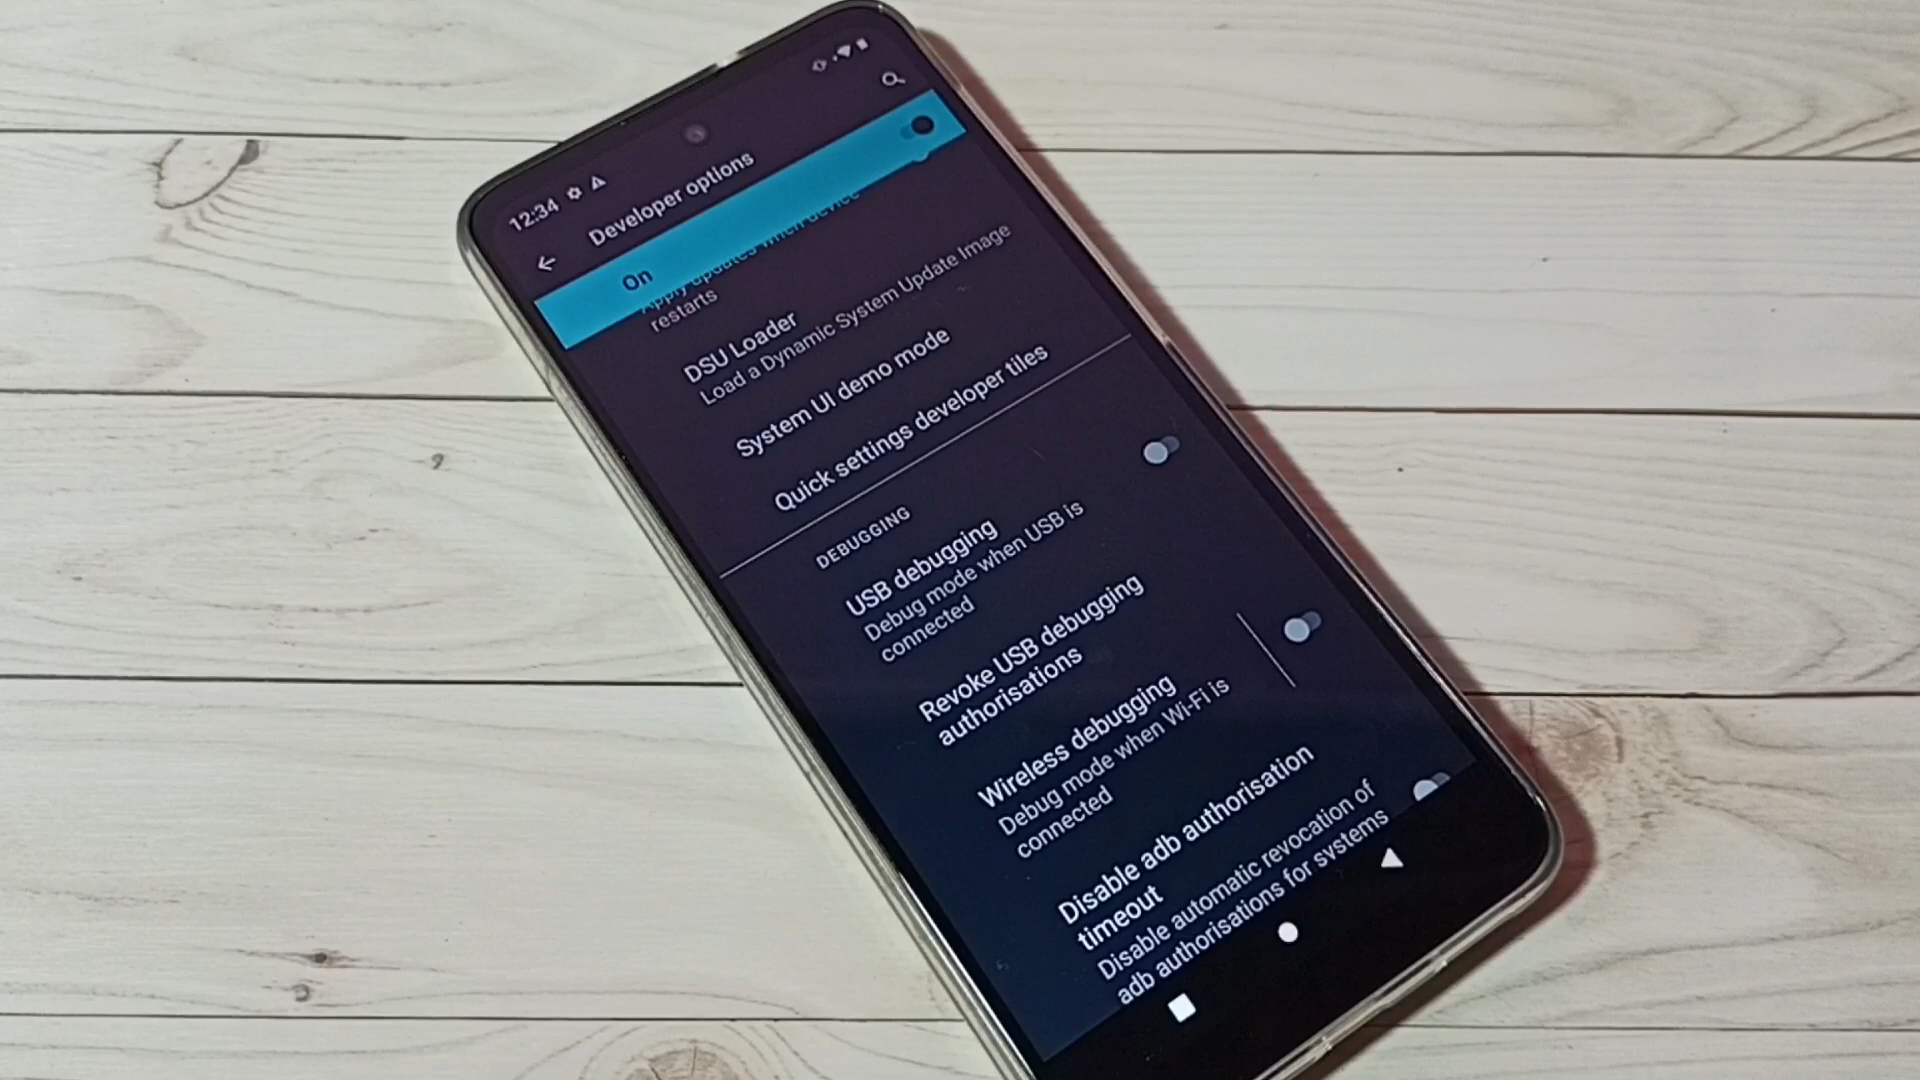 12:34
Developer options
On
Apply updates when device
restarts
DSU Loader
Load a Dynamic System Update Image
System UI demo mode
Quick settings developer tiles
DEBUGGING
USB debugging
Debug mode when USB is
connected
Revoke USB debugging
authorisations
Wireless debugging
Debug mode when Wi-Fi is
connected
Disable adb authorisation
timeout
Disable automatic revocation of
adb authorisations for systems